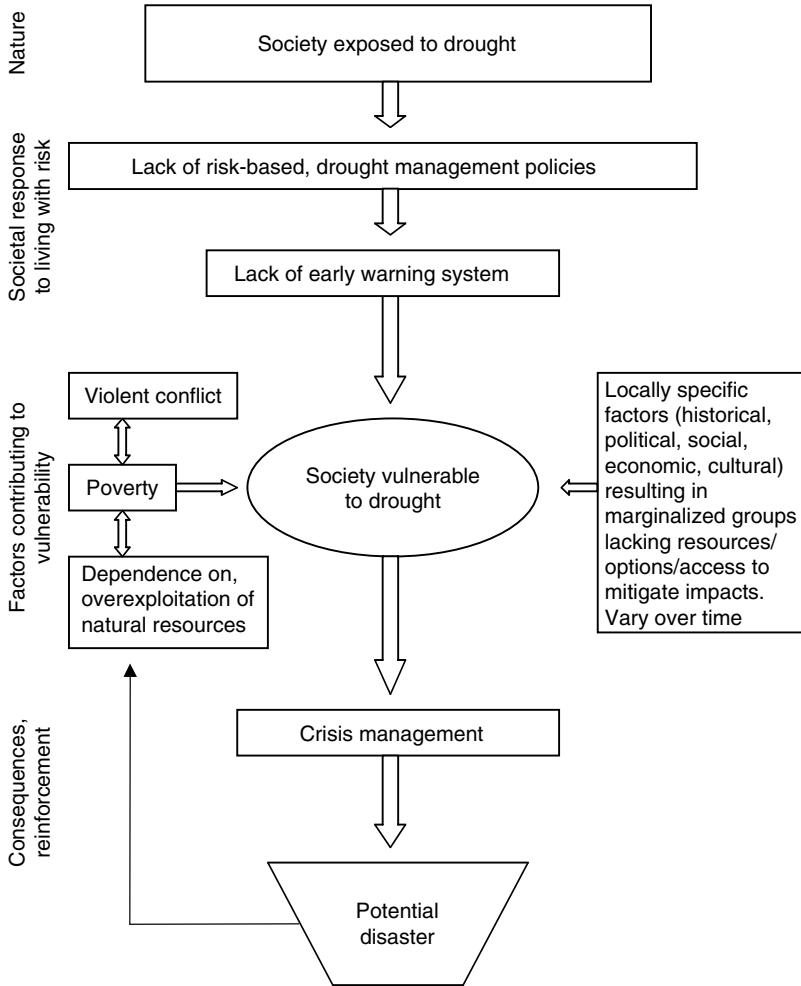 Nature
Society exposed to drought
Societal response
to living with risk
Lack of risk-based, drought management policies
Lack of early warning system
Factors contributing to
vulnerability
Violent conflict
Poverty
Dependence on,
overexploitation of
natural resources
Society vulnerable
to drought
Locally specific
factors (historical,
political, social,
economic, cultural)
resulting in
marginalized groups
lacking resources/
options/access to
mitigate impacts.
Vary over time
Consequences,
reinforcement
Crisis management
Potential
disaster